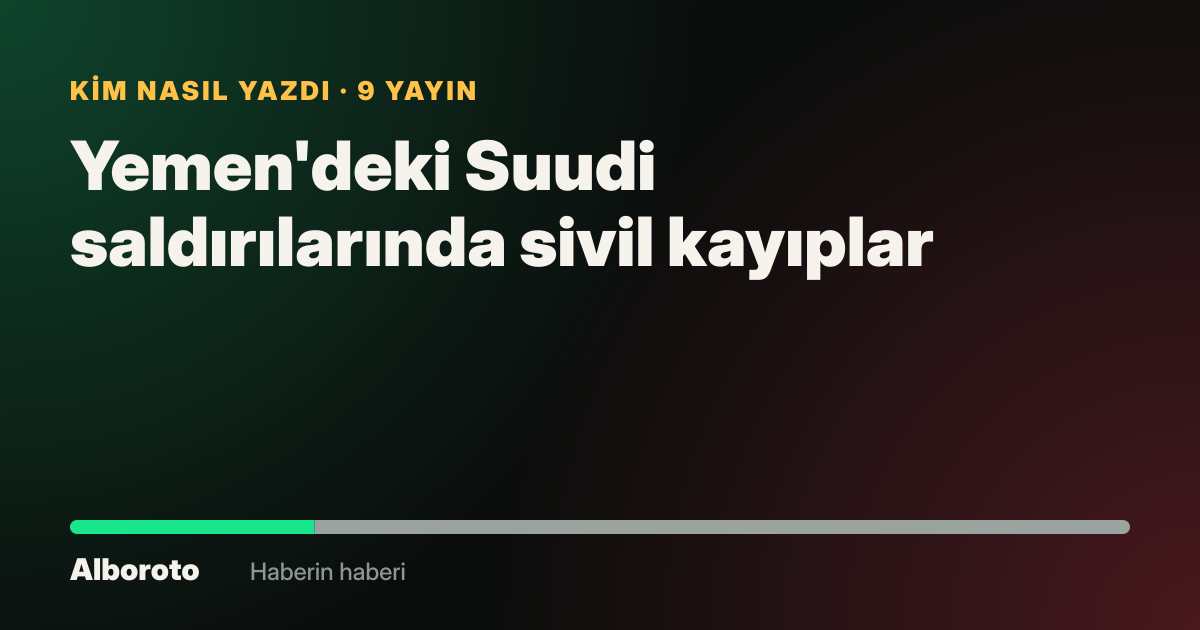 KİM NASIL YAZDI · 9 YAYIN
Yemen'deki Suudi
saldırılarında sivil kayıplar
Alboroto
Haberin haberi